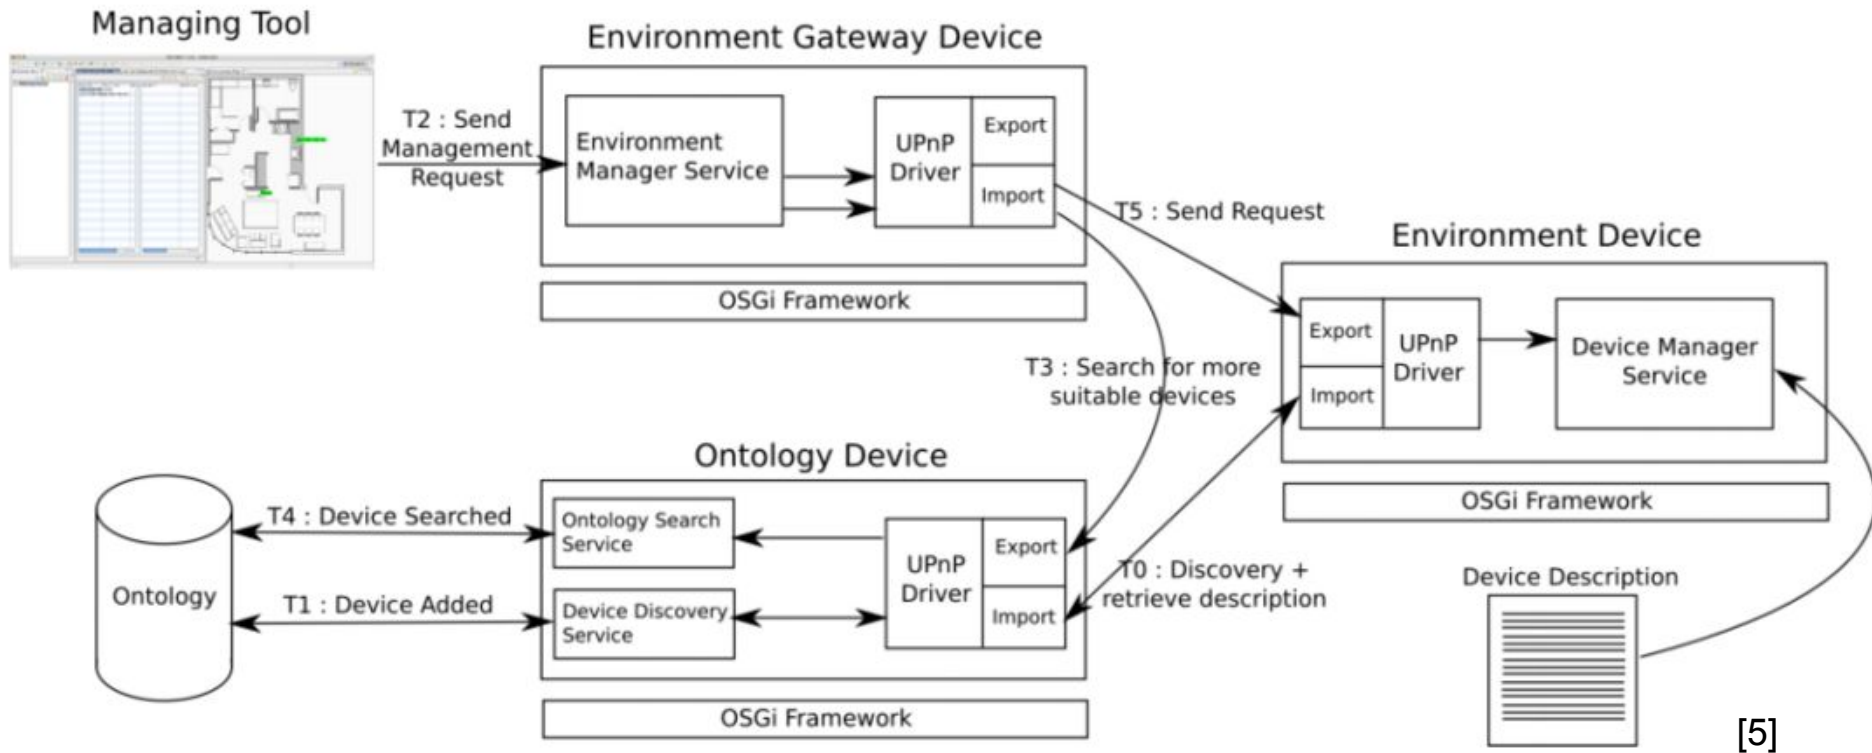 Managing Tool
Environment Gateway Device
T2 : Send
Management
Request
Environment
Manager Service
UPnP
Driver
Export
Import
OSGi Framework
T5 : Send Request
Environment Device
Export
Import
UPnP
Driver
Device Manager
Service
OSGi Framework
T3 : Search for more
suitable devices
Ontology Device
Ontology
T4 : Device Searched
T1 : Device Added
Ontology Search
Service
Device Discovery
Service
UPnP
Driver
Export
Import
OSGi Framework
T0 : Discovery +
retrieve description
Device Description
[5]